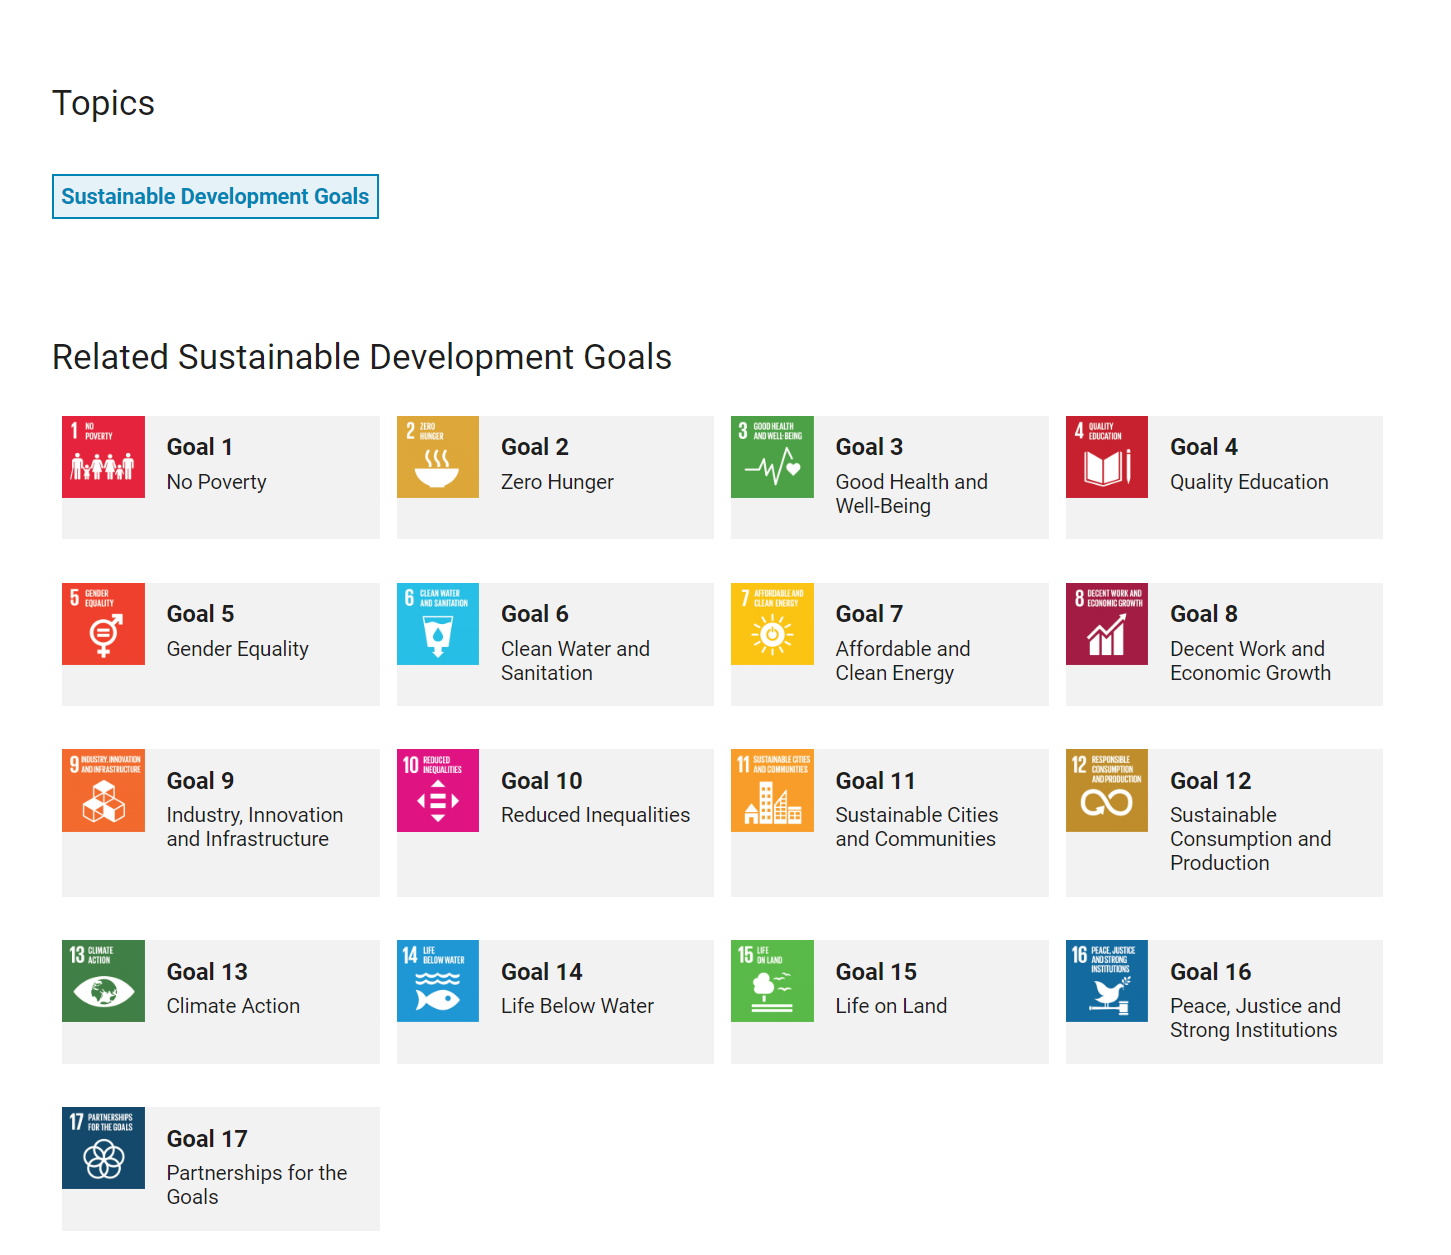 Topics
Sustainable Development Goals
Related Sustainable Development Goals
1 NO
POVERTY
Goal 1
No Poverty
2 ZERO
HUNGER
Goal 2
Zero Hunger
3 GOOD HEALTH
AND WELL-BEING
Goal 3
Good Health and
Well-Being
4 QUALITY
EDUCATION
Goal 4
Quality Education
5 GENDER
EQUALITY
Goal 5
Gender Equality
6 CLEAN WATER
AND SANITATION
Goal 6
Clean Water and
Sanitation
7 AFFORDABLE AND
CLEAN ENERGY
Goal 7
Affordable and
Clean Energy
8 DECENT WORK AND
ECONOMIC GROWTH
Goal 8
Decent Work and
Economic Growth
9 INDUSTRY, INNOVATION
AND INFRASTRUCTURE
Goal 9
Industry, Innovation
and Infrastructure
10 REDUCED
INEQUALITIES
Goal 10
Reduced Inequalities
11 SUSTAINABLE CITIES
AND COMMUNITIES
Goal 11
Sustainable Cities
and Communities
12 RESPONSIBLE
CONSUMPTION
AND PRODUCTION
Goal 12
Sustainable
Consumption and
Production
13 CLIMATE
ACTION
Goal 13
Climate Action
14 LIFE
BELOW WATER
Goal 14
Life Below Water
15 LIFE
ON LAND
Goal 15
Life on Land
16 PEACE, JUSTICE
AND STRONG
INSTITUTIONS
Goal 16
Peace, Justice and
Strong Institutions
17 PARTNERSHIPS
FOR THE GOALS
Goal 17
Partnerships for the
Goals